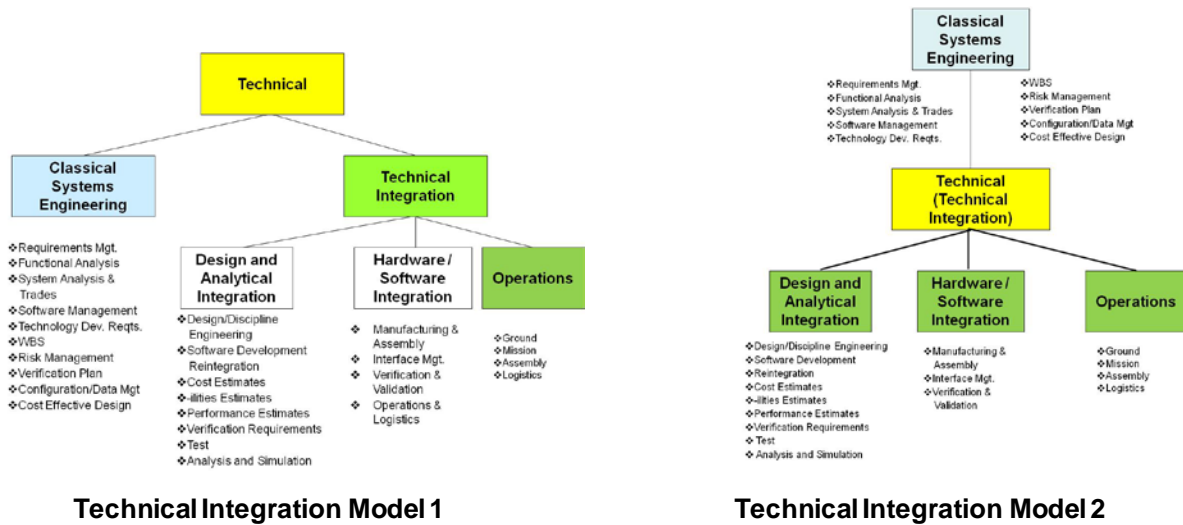 Technical
Classical
Systems
Engineering
Technical
Integration
❖Requirements Mgt.
❖Functional Analysis
❖System Analysis &
Trades
❖Software Management
❖Technology Dev. Reqts.
❖WBS
❖Risk Management
❖Verification Plan
❖Configuration/Data Mgt
❖Cost Effective Design
Design and
Analytical
Integration
❖Design/Discipline
Engineering
❖Software Development
Reintegration
❖Cost Estimates
❖-ilities Estimates
❖Performance Estimates
❖Verification Requirements
❖Test
❖Analysis and Simulation
Hardware /
Software
Integration
❖ Manufacturing &
Assembly
❖ Interface Mgt.
❖ Verification &
Validation
❖ Operations &
Logistics
Operations
❖Ground
❖Mission
❖Assembly
❖Logistics
Technical Integration Model 1
Classical
Systems
Engineering
❖Requirements Mgt.
❖Functional Analysis
❖System Analysis & Trades
❖Software Management
❖Technology Dev. Reqts.
❖WBS
❖Risk Management
❖Verification Plan
❖Configuration/Data Mgt
❖Cost Effective Design
Technical
(Technical
Integration)
Design and
Analytical
Integration
❖Design/Discipline Engineering
❖Software Development
❖Reintegration
❖Cost Estimates
❖-ilities Estimates
❖Performance Estimates
❖Verification Requirements
❖Test
❖Analysis and Simulation
Hardware /
Software
Integration
❖Manufacturing &
Assembly
❖Interface Mgt.
❖Verification &
Validation
Operations
❖Ground
❖Mission
❖Assembly
❖Logistics
Technical Integration Model 2